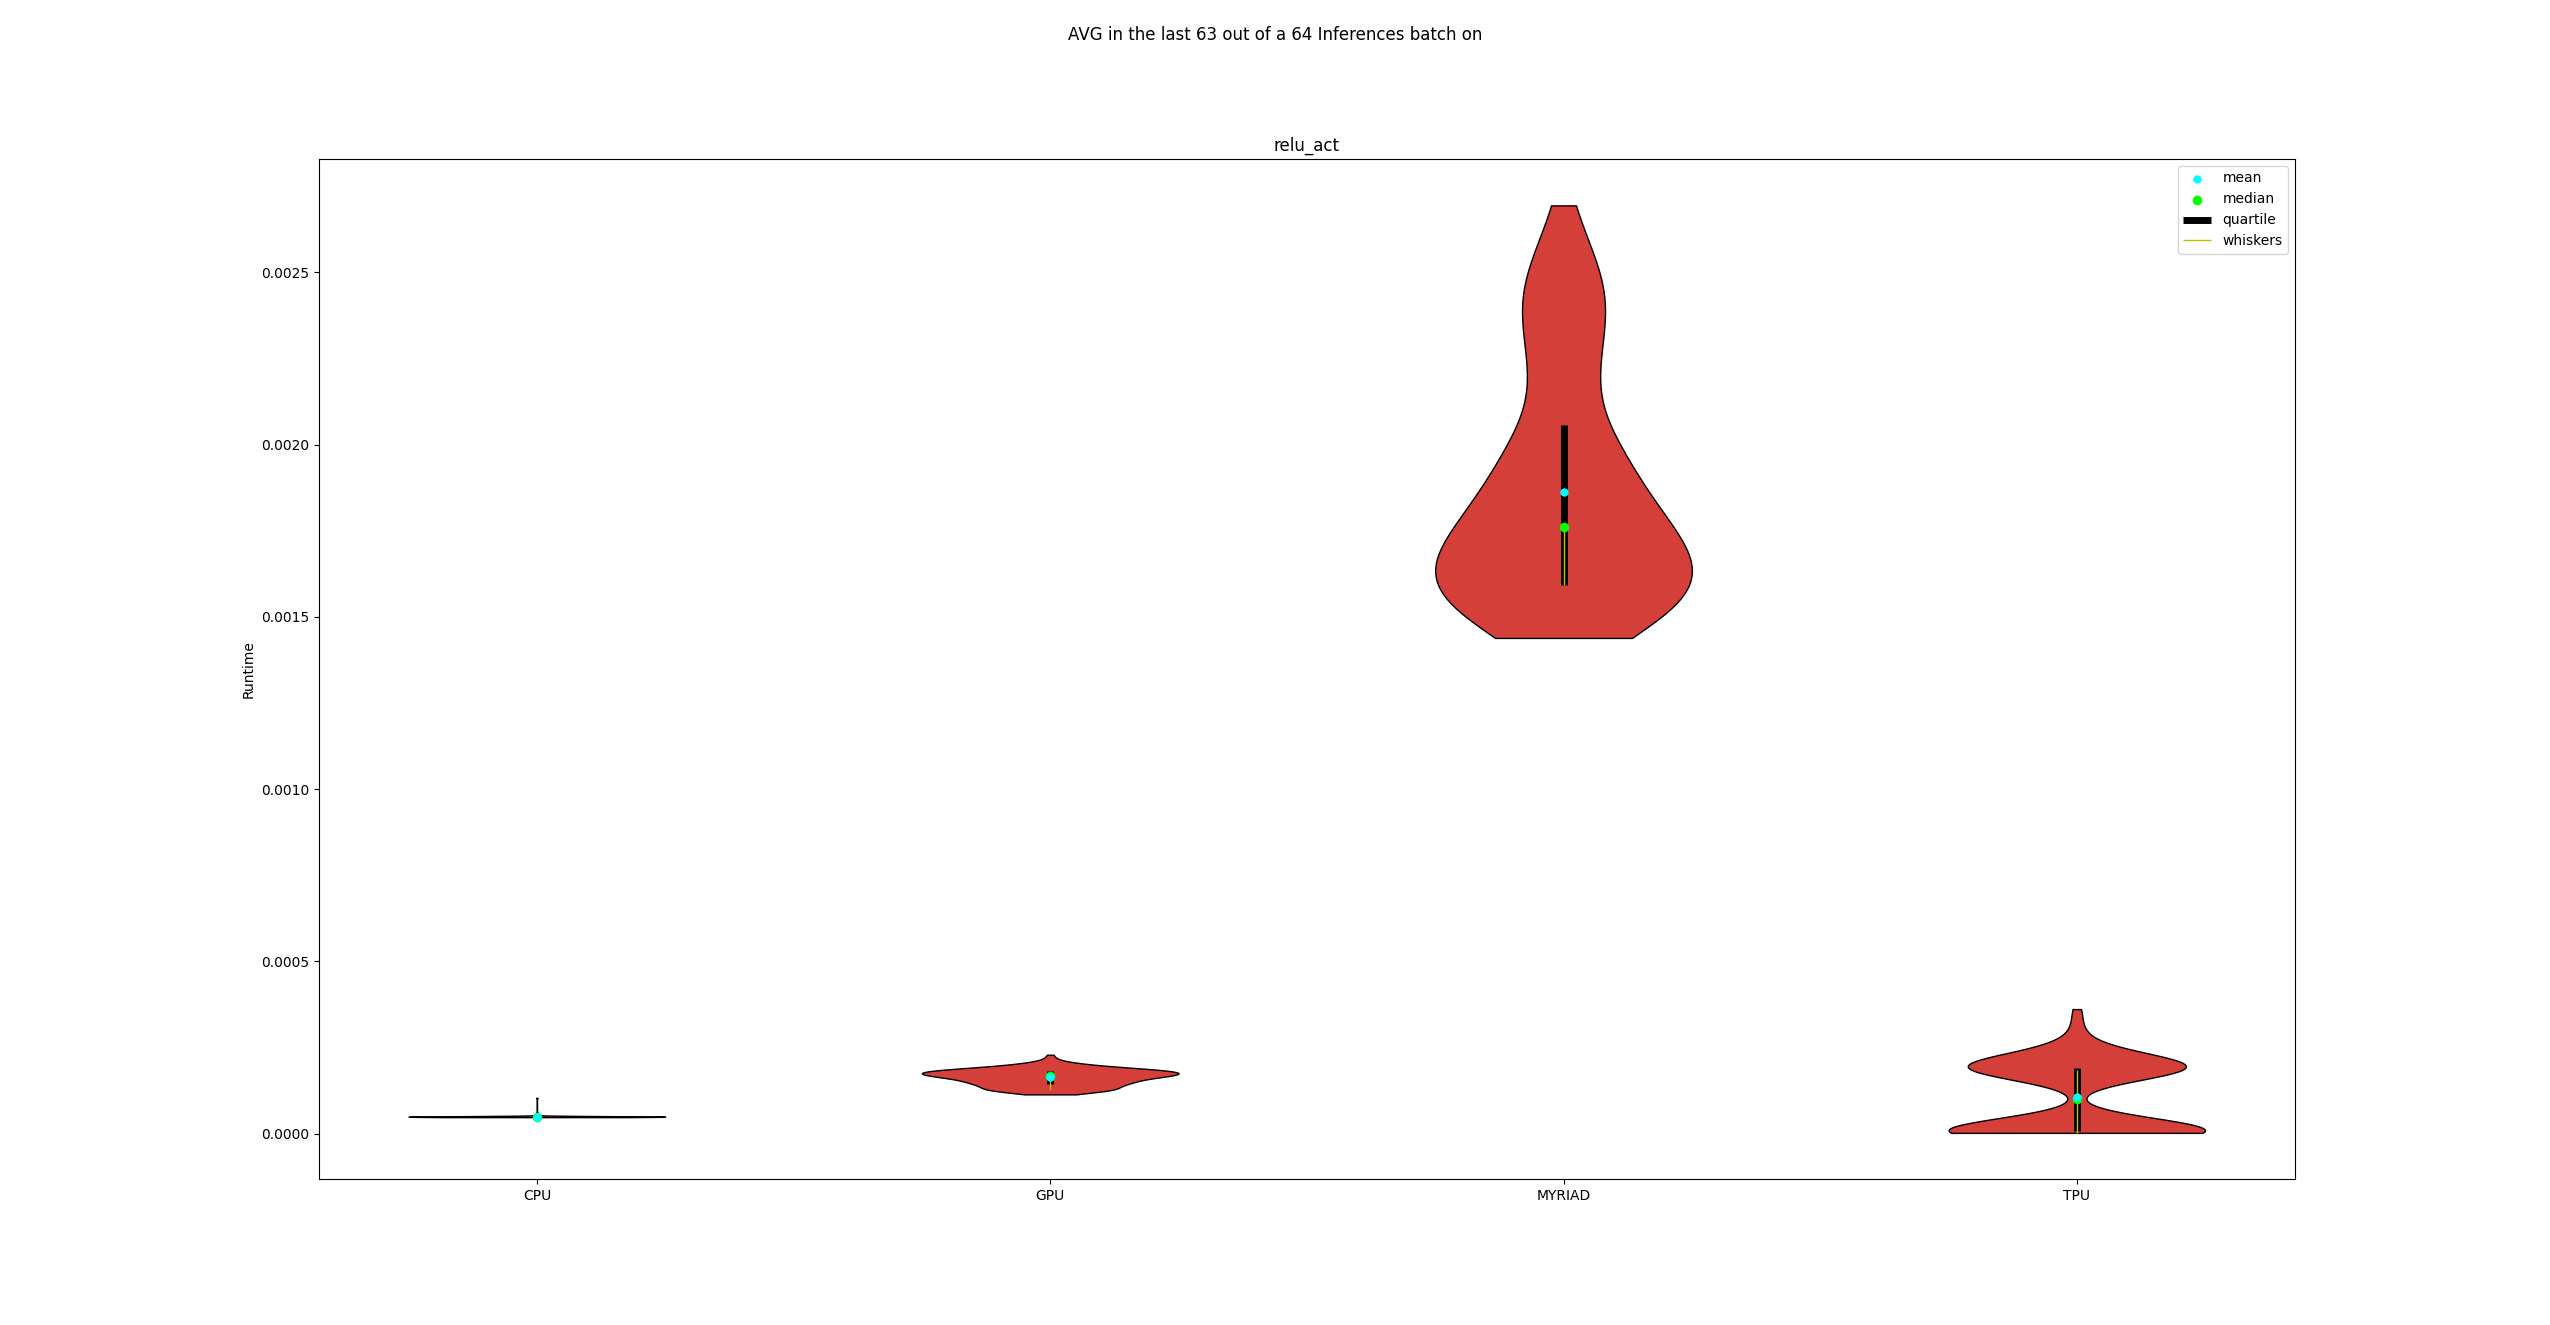 AVG in the last 63 out of a 64 Inferences batch on
relu_act
mean
median
quartile
whiskers
0.0025
0.0020
0.0015
0.0010
0.0005
0.0000
Runtime
CPU
GPU
MYRIAD
TPU